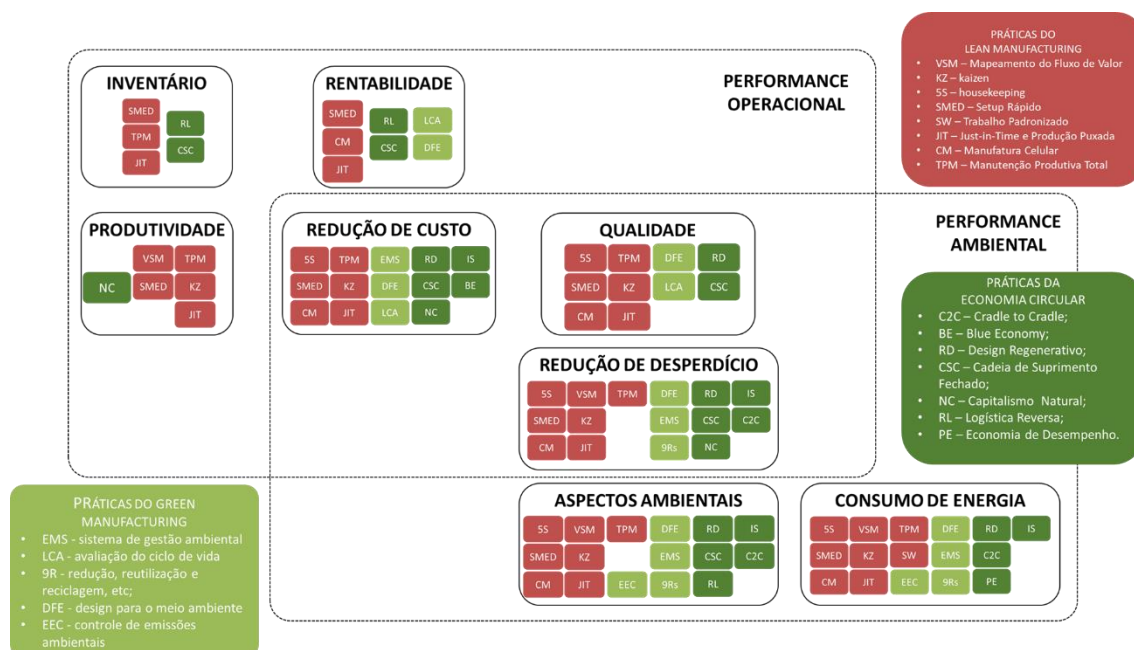 PRÁTICAS DO
LEAN MANUFACTURING
• VSM – Mapeamento do Fluxo de Valor
• KZ – kaizen
• 5S – housekeeping
• SMED – Setup Rápido
• SW – Trabalho Padronizado
• JIT – Just-in-Time e Produção Puxada
• CM – Manufatura Celular
• TPM – Manutenção Produtiva Total
PERFORMANCE
OPERACIONAL
INVENTÁRIO
SMED
RL
TPM
CSC
JIT
RENTABILIDADE
SMED
RL LCA
CM
CSC DFE
JIT
PRODUTIVIDADE
VSM TPM
NC SMED KZ
JIT
REDUÇÃO DE CUSTO
5S TPM EMS RD IS
SMED KZ DFE CSC BE
CM JIT LCA NC
QUALIDADE
5S TPM DFE RD
SMED KZ LCA CSC
CM JIT
PERFORMANCE
AMBIENTAL
PRÁTICAS DA
ECONOMIA CIRCULAR
• C2C – Cradle to Cradle;
• BE – Blue Economy;
• RD – Design Regenerativo;
• CSC – Cadeia de Suprimento
Fechado;
• NC – Capitalismo Natural;
• RL – Logística Reversa;
• PE – Economia de Desempenho.
REDUÇÃO DE DESPERDÍCIO
5S VSM TPM DFE RD IS
SMED KZ EMS CSC C2C
CM JIT 9Rs NC
PRÁTICAS DO GREEN
MANUFACTURING
• EMS - sistema de gestão ambiental
• LCA - avaliação do ciclo de vida
• 9R - redução, reutilização e
reciclagem, etc;
• DFE - design para o meio ambiente
• EEC - controle de emissões
ambientais
ASPECTOS AMBIENTAIS
5S VSM TPM DFE RD IS
SMED KZ EMS CSC C2C
CM JIT EEC 9Rs RL
CONSUMO DE ENERGIA
5S VSM TPM DFE RD IS
SMED KZ SW EMS C2C
CM JIT EEC 9Rs PE